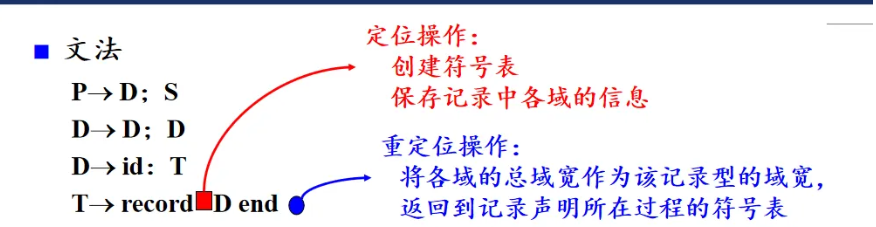 文法
P→ D；S
D→ D；D
D→ id：T
T→ record D end
定位操作：
创建符号表
保存记录中各域的信息
重定位操作：
将各域的总域宽作为该记录型的域宽，
返回到记录声明所在过程的符号表